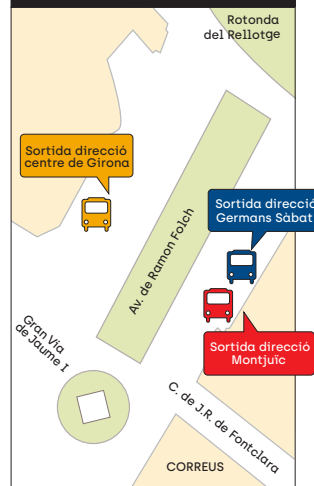 Rotonda
del Rellotge
Sortida direcció
centre de Girona
Sortida direcció
Germans Sàbat
Av. de Ramon Folch
Sortida direcció
Montjuïc
Gran Via
de Jaume I
C. de J.R. de Fontclara
CORREUS